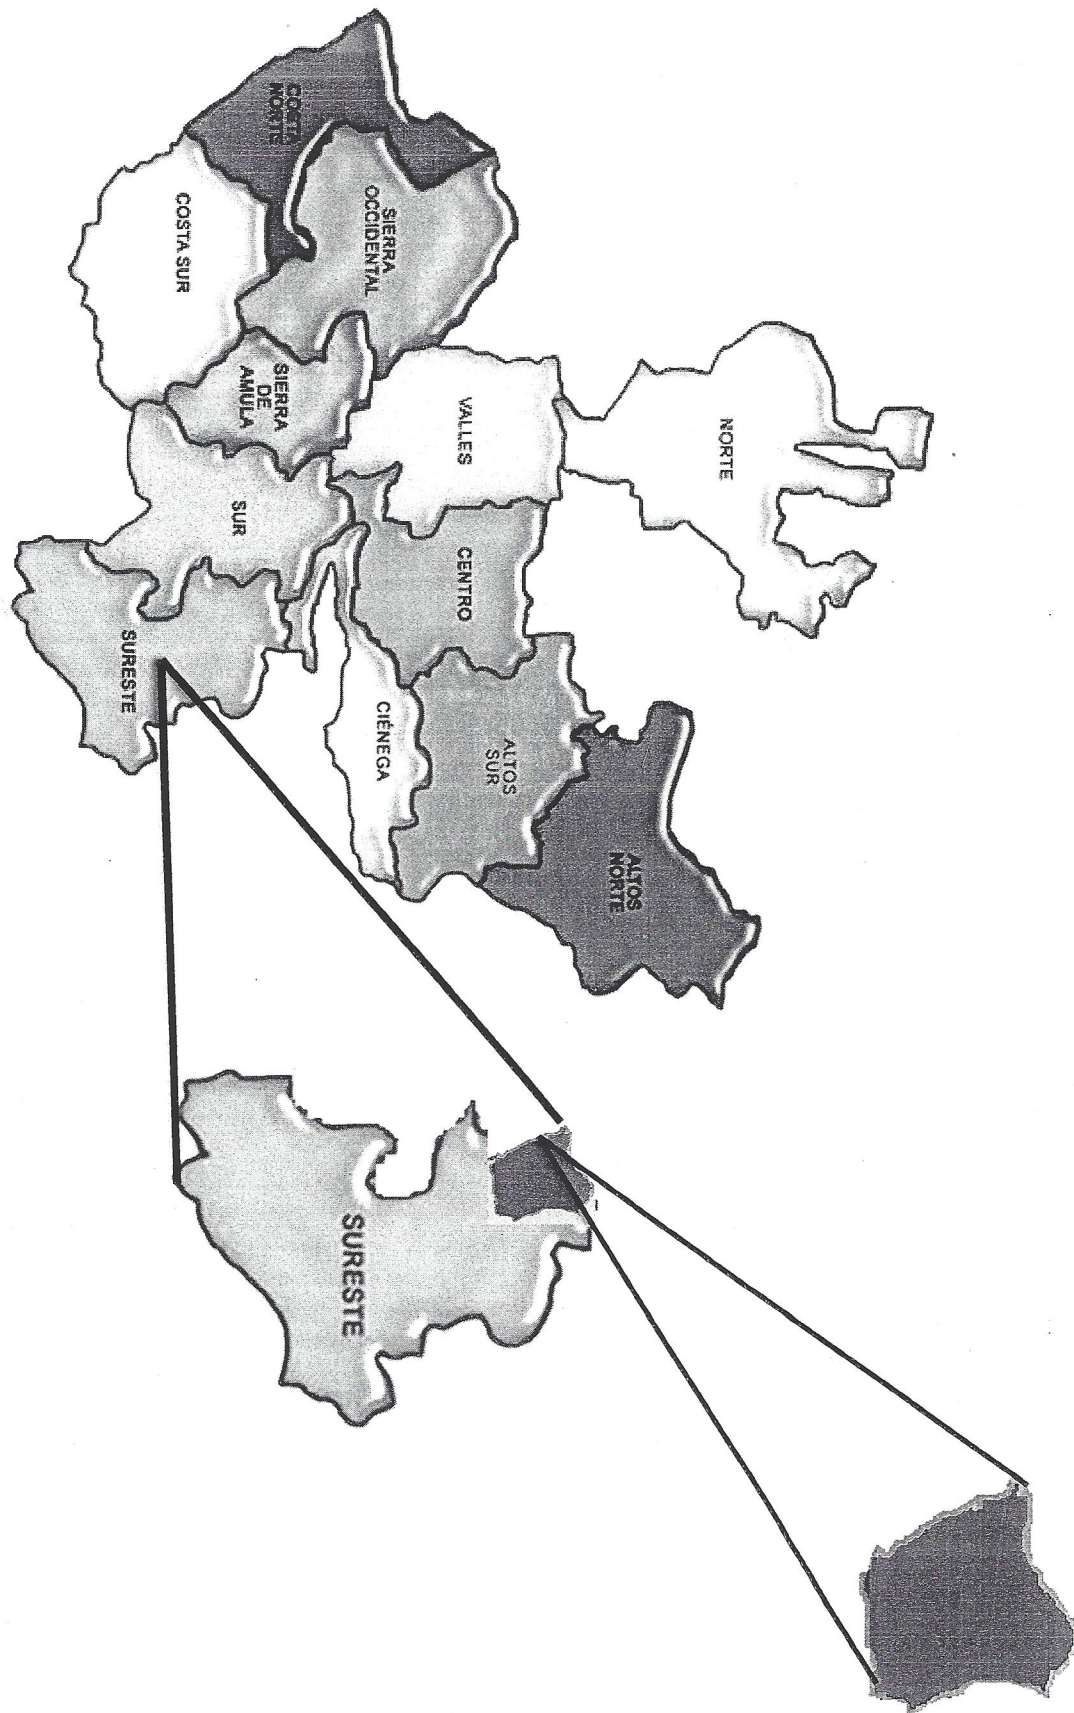 NORTE
COSTA
NORTE
SIERRA
OCCIDENTAL
VALLES
ALTOS
NORTE
CENTRO
ALTOS
SUR
COSTA SUR
SIERRA
DE
AMULA
SUR
CIÉNEGA
SURESTE
SURESTE